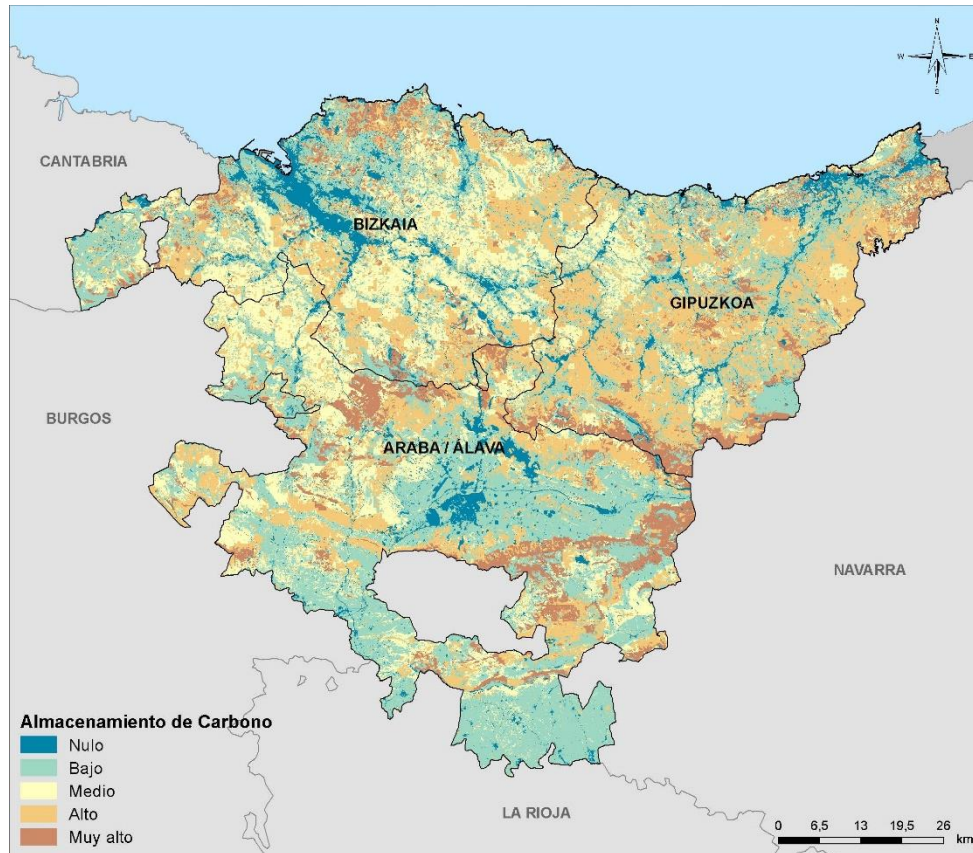 N
W E
S
CANTABRIA
BIZKAIA
GIPUZKOA
BURGOS
ARABA / ÁLAVA
NAVARRA
Almacenamiento de Carbono
Nulo
Bajo
Medio
Alto
Muy alto
LA RIOJA
0 6,5 13 19,5 26
km